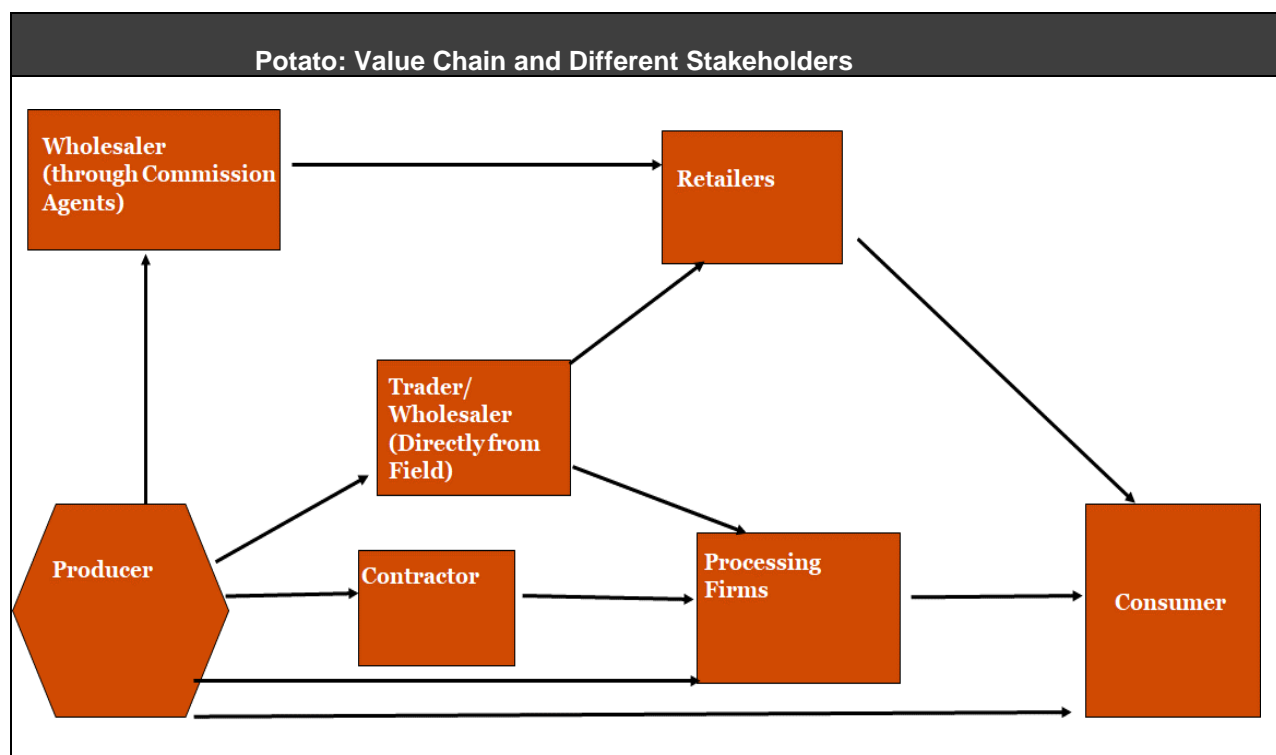 Potato: Value Chain and Different Stakeholders
Wholesaler
(through Commission
Agents)
Retailers
Trader/
Wholesaler
(Directly from
Field)
Producer
Contractor
Processing
Firms
Consumer